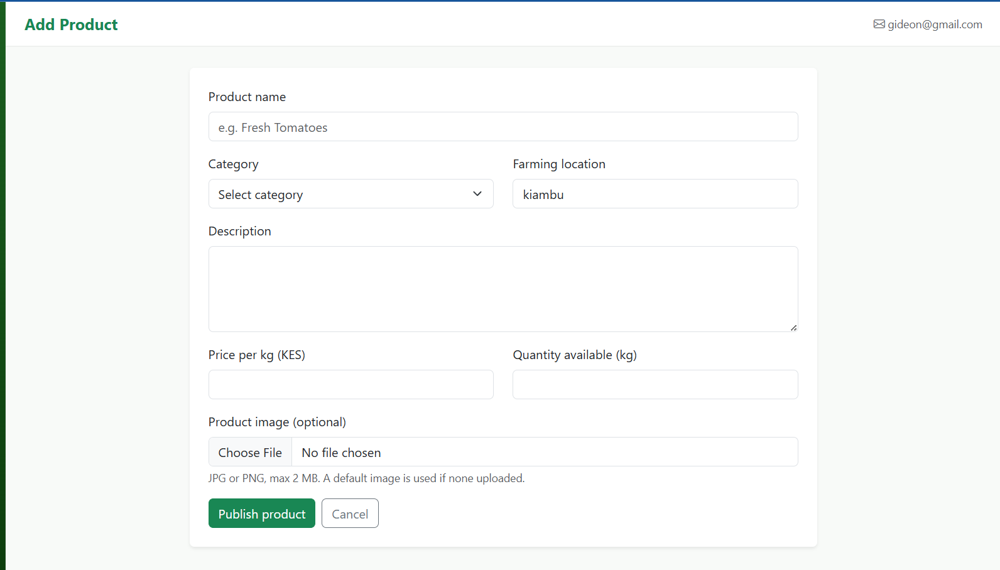 Add Product
gideon@gmail.com
Product name
e.g. Fresh Tomatoes
Category
Farming location
Select category
kiambu
Description
Price per kg (KES)
Quantity available (kg)
Product image (optional)
Choose File
No file chosen
JPG or PNG, max 2 MB. A default image is used if none uploaded.
Publish product
Cancel